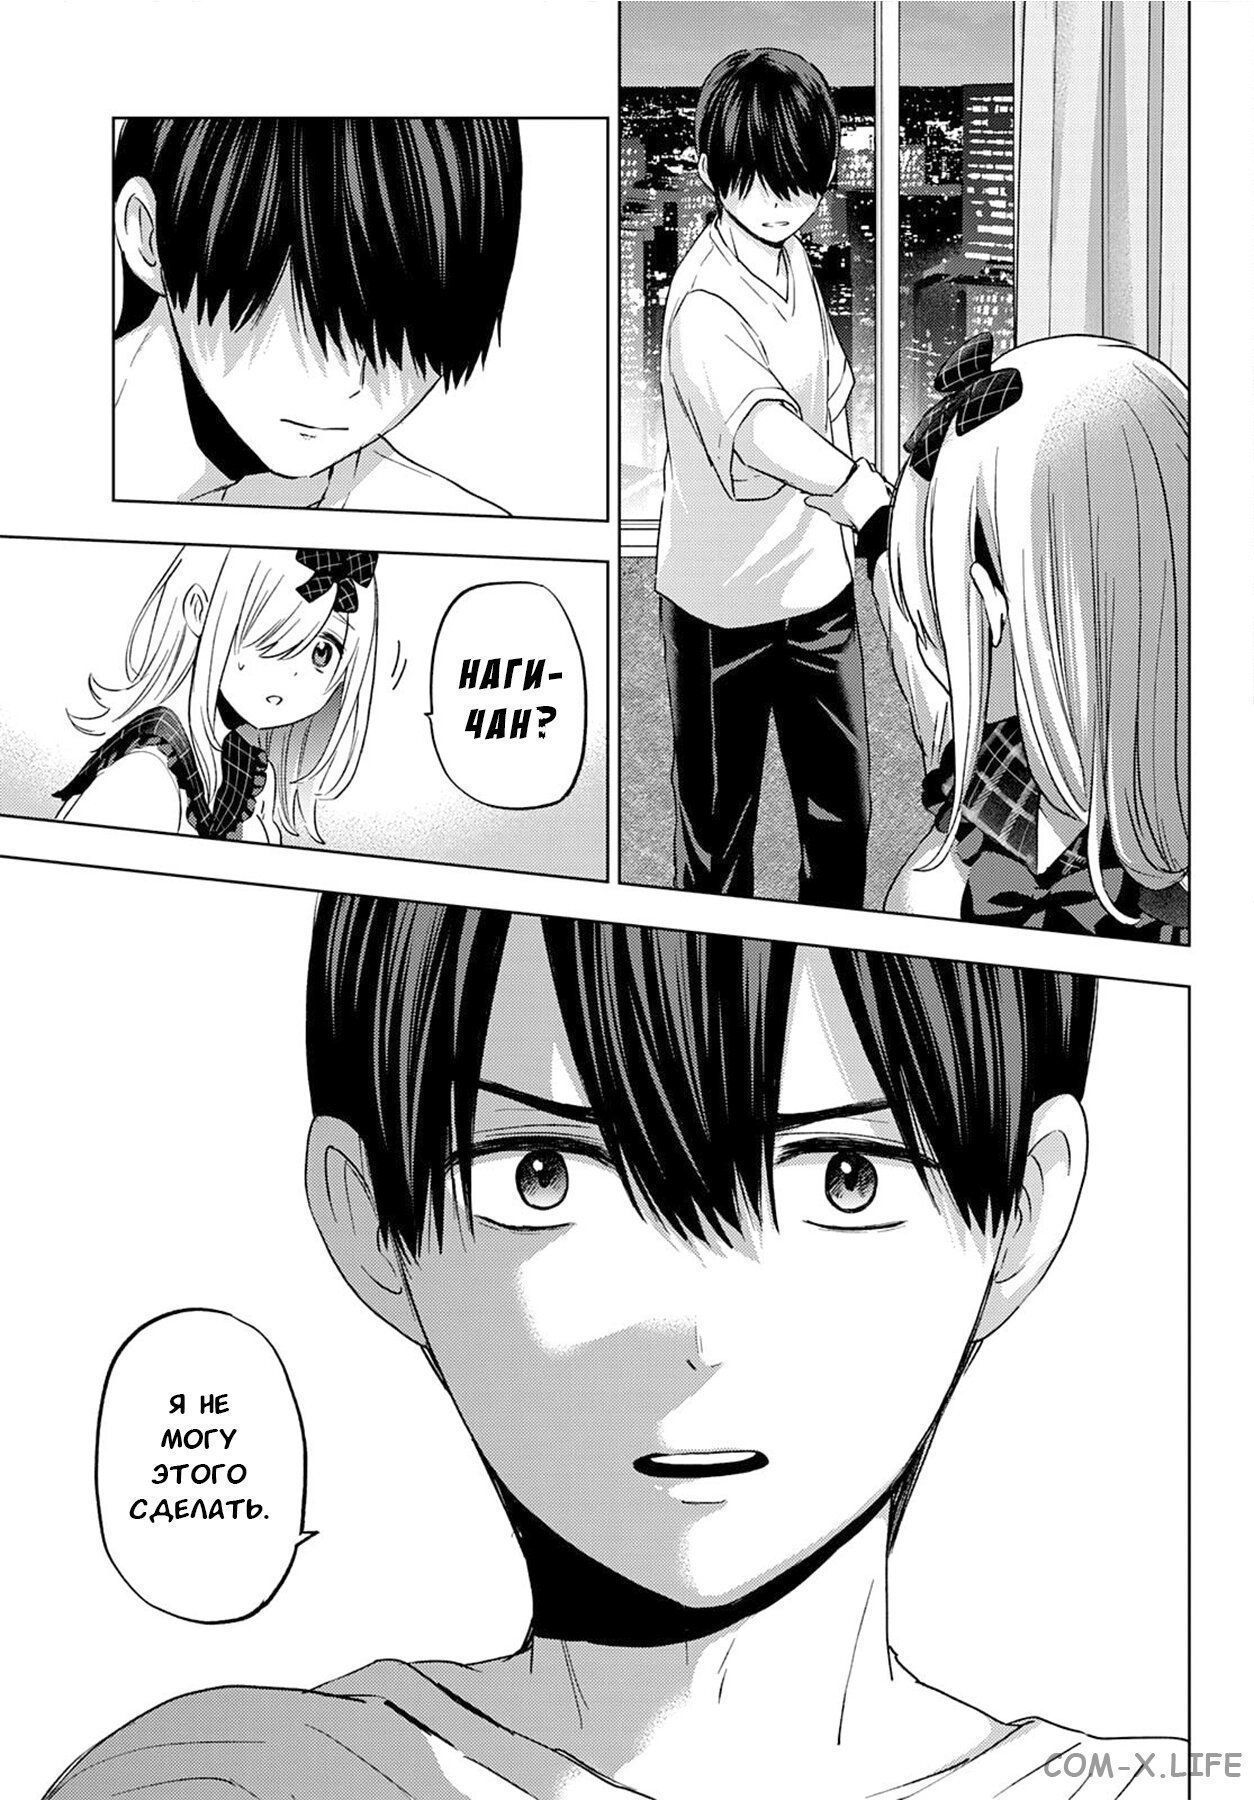 НАГИ-
ЧАН?
Я НЕ
МОГУ
ЭТОГО
СДЕЛАТЬ.
COM-X.LIFE